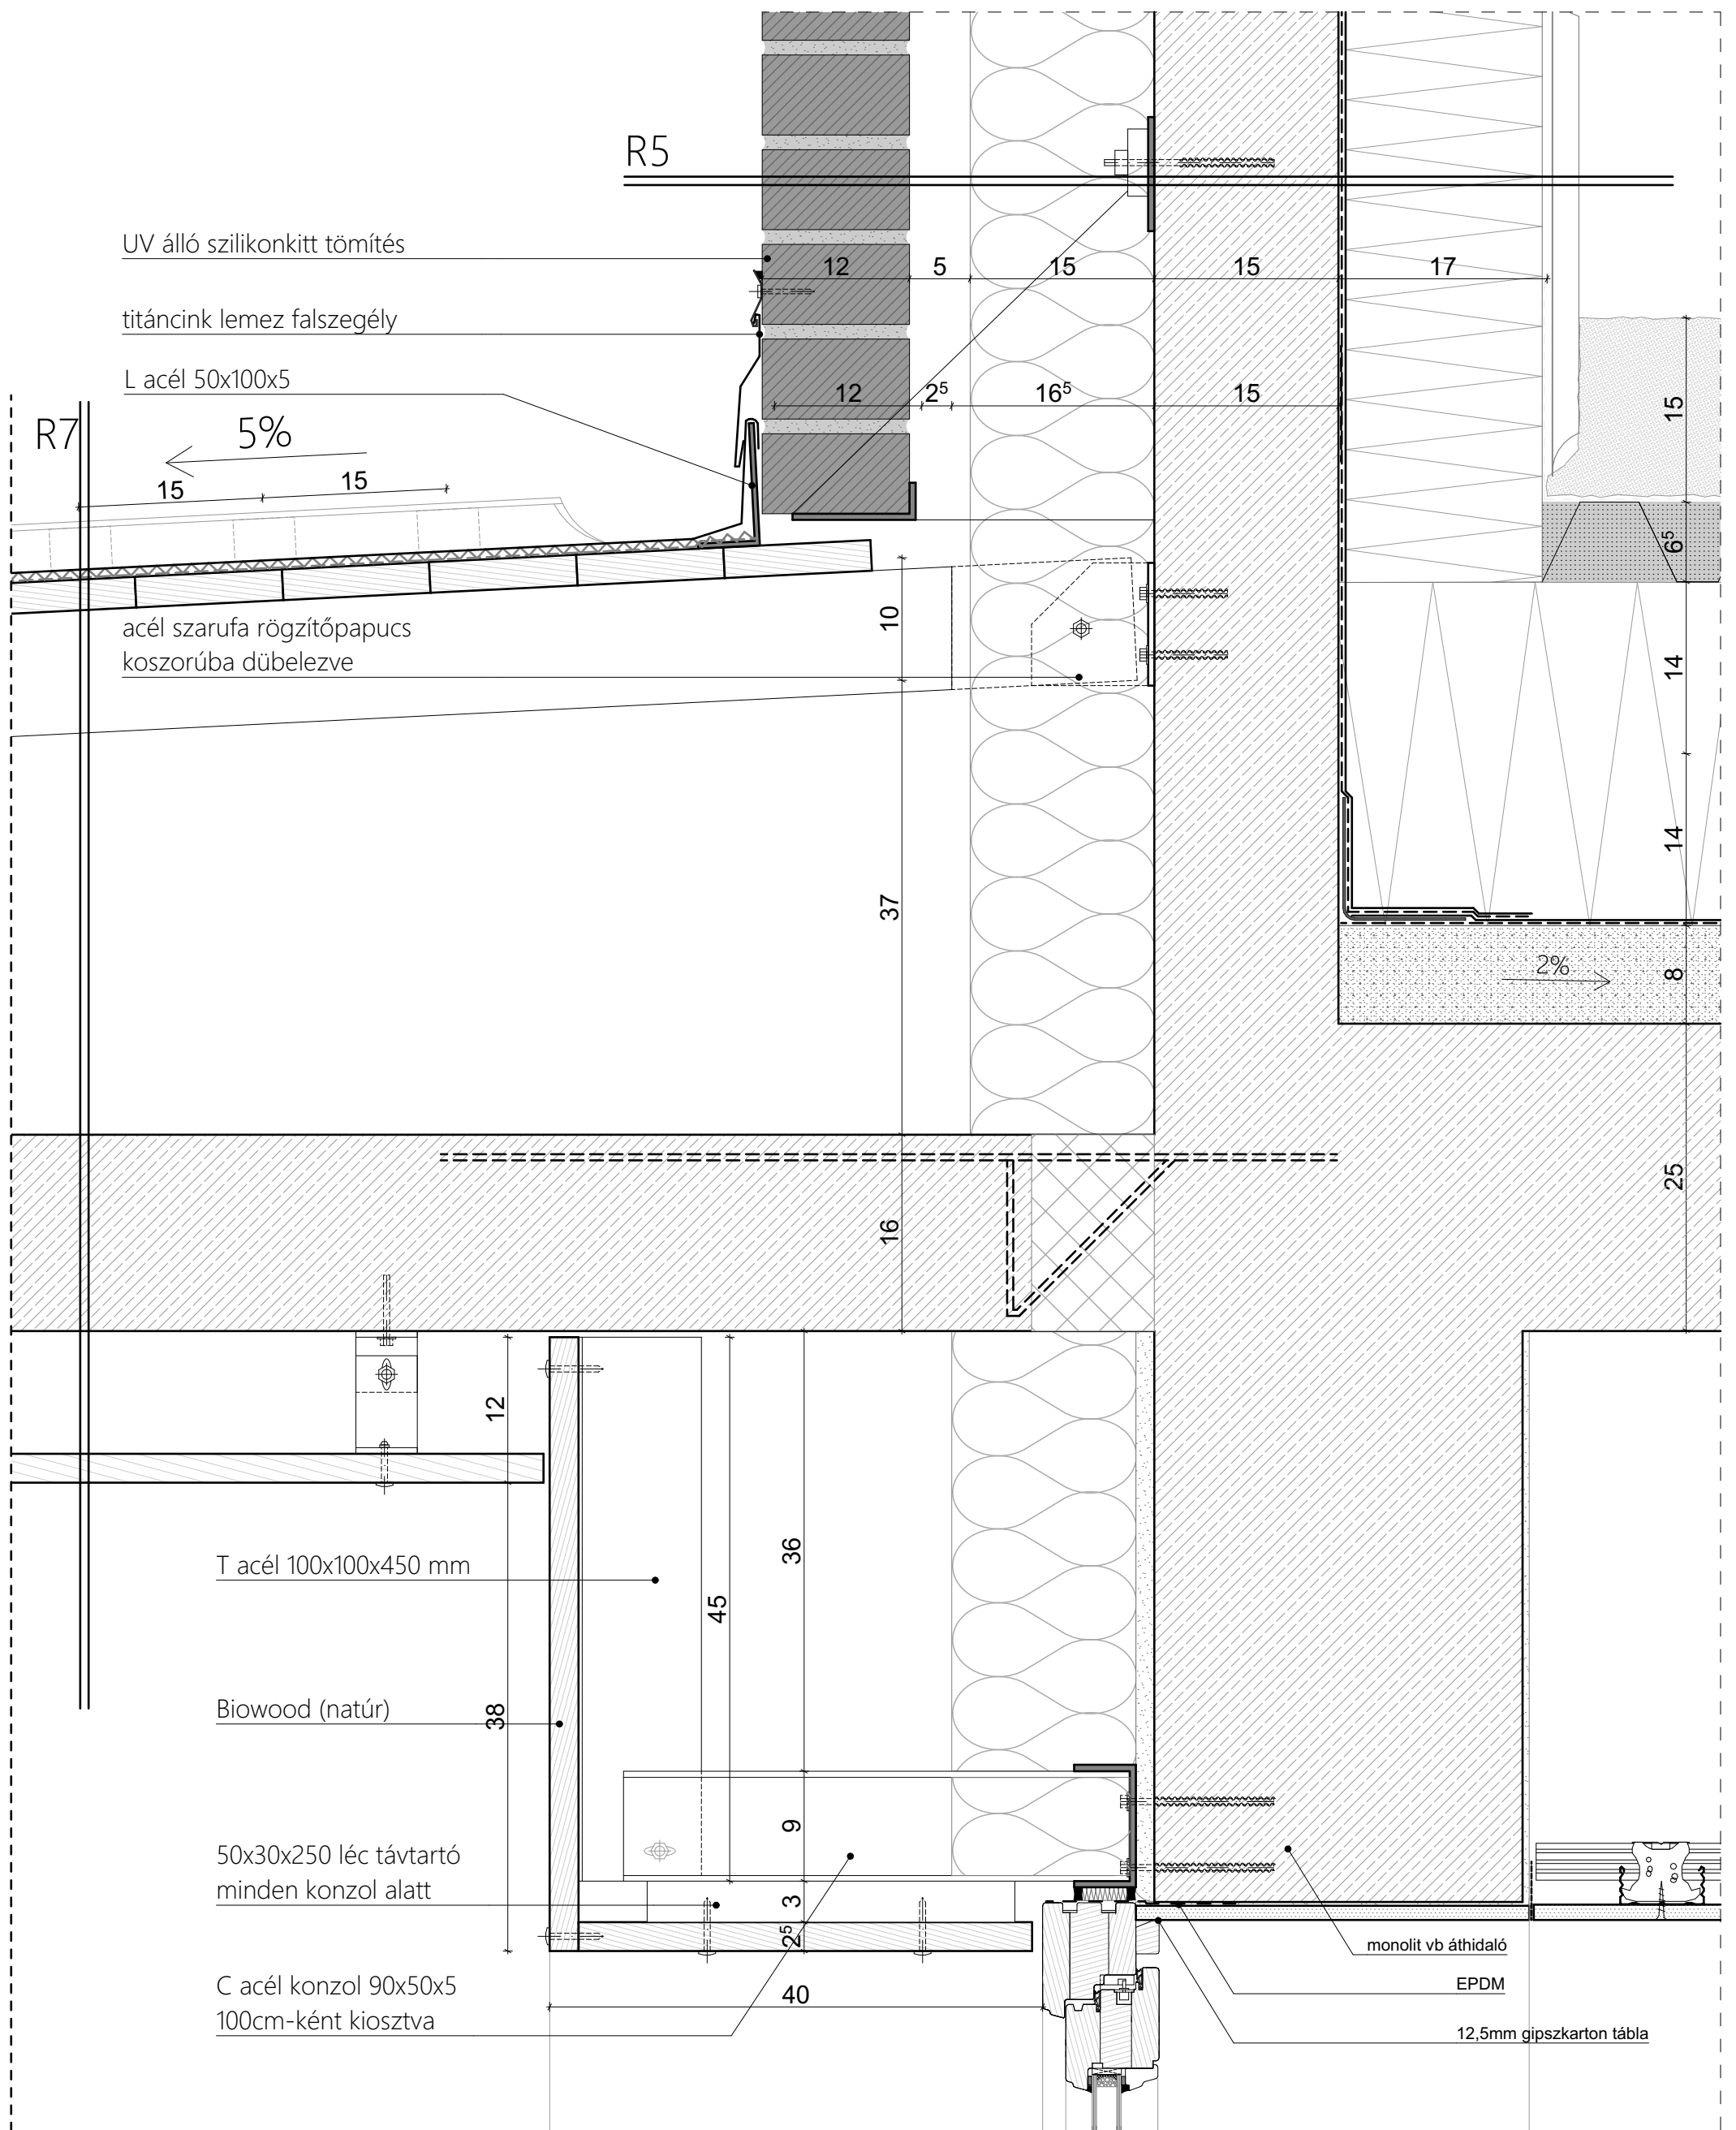 R5
UV álló szilikonkitt tömítés
12 5 15 15 17
titáncink lemez falszegély
L acél 50x100x5
12 2⁵ 16⁵ 15
15
R7
5%
15 15
6⁵
acél szarufa rögzítőpapucs
koszorúba dübelezve
10
14
14
37
2%
8
25
16
12
36
T acél 100x100x450 mm
45
Biowood (natúr)
38
9
50x30x250 léc távtartó
minden konzol alatt
3
2⁵
monolit vb áthidaló
C acél konzol 90x50x5
100cm-ként kiosztva
40
EPDM
12,5mm gipszkarton tábla